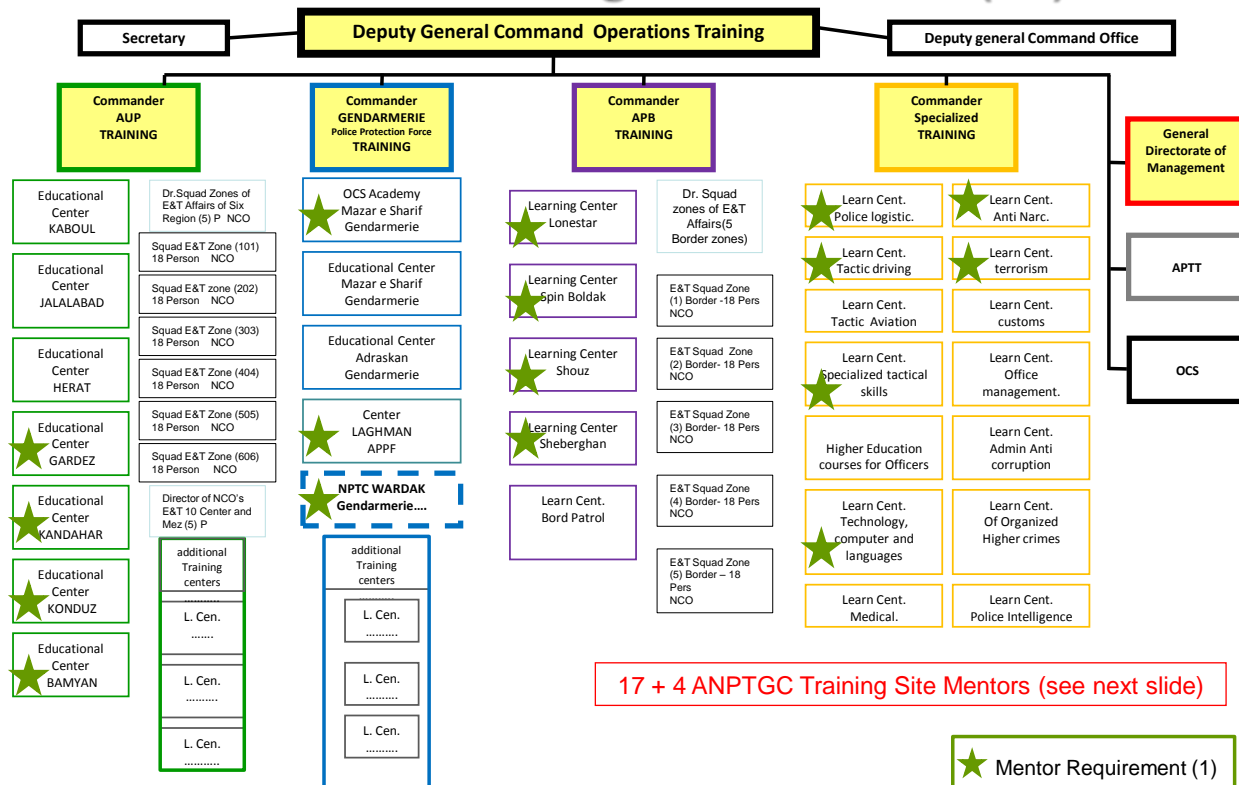 Secretary
Deputy General Command Operations Training
Deputy general Command Office
Commander
AUP
TRAINING
Commander
GENDARMERIE
Police Protection Force
TRAINING
Commander
APB
TRAINING
Commander
Specialized
TRAINING
General
Directorate of
Management
APTT
OCS
Educational
Center
KABOUL
Educational
Center
JALALABAD
Educational
Center
HERAT
Educational
Center
GARDEZ
Educational
Center
KANDAHAR
Educational
Center
KONDUZ
Educational
Center
BAMYAN
Dr.Squad Zones of
E&T Affairs of Six
Region (5) P NCO
Squad E&T Zone (101)
18 Person NCO
Squad E&T zone (202)
18 Person NCO
Squad E&T Zone (303)
18 Person NCO
Squad E&T Zone (404)
18 Person NCO
Squad E&T Zone (505)
18 Person NCO
Squad E&T Zone (606)
18 Person NCO
Director of NCO's
E&T 10 Center and
Mez (5) P
additional
Training
centers
...........
L. Cen.
.......
L. Cen.
..........
L. Cen.
..........
OCS Academy
Mazar e Sharif
Gendarmerie
Educational Center
Mazar e Sharif
Gendarmerie
Educational Center
Adraskan
Gendarmerie
Center
LAGHMAN
APPF
NPTC WARDAK
Gendarmerie....
additional
Training
centers
...........
L. Cen.
..........
L. Cen.
..........
L. Cen.
..........
Learning Center
Lonestar
Learning Center
Spin Boldak
Learning Center
Shouz
Learning Center
Sheberghan
Learn Cent.
Bord Patrol
Dr. Squad
zones of E&T
Affairs(5
Border zones)
E&T Squad Zone
(1) Border -18 Pers
NCO
E&T Squad Zone
(2) Border- 18 Pers
NCO
E&T Squad Zone
(3) Border- 18 Pers
NCO
E&T Squad Zone
(4) Border- 18 Pers
NCO
E&T Squad Zone
(5) Border – 18
Pers
NCO
Learn Cent.
Police logistic.
Learn Cent.
Tactic driving
Learn Cent.
Tactic Aviation
Learn Cent.
Specialized tactical
skills
Higher Education
courses for Officers
Learn Cent.
Technology,
computer and
languages
Learn Cent.
Medical.
Learn Cent.
Anti Narc.
Learn Cent.
terrorism
Learn Cent.
customs
Learn Cent.
Office
management.
Learn Cent.
Admin Anti
corruption
Learn Cent.
Of Organized
Higher crimes
Learn Cent.
Police Intelligence
17 + 4 ANPTGC Training Site Mentors (see next slide)
Mentor Requirement (1)